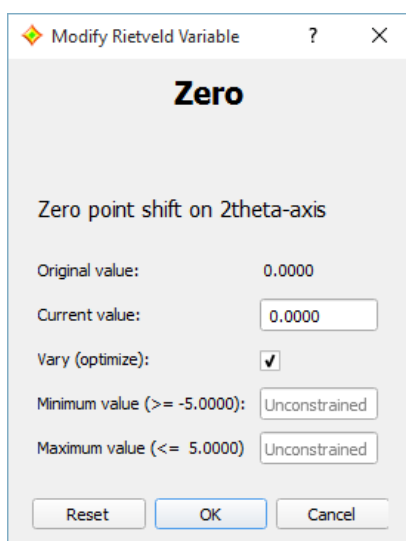 Modify Rietveld Variable ?
Zero
Zero point shift on 2theta-axis
Original value: 0.0000
Current value: 0.0000
Vary (optimize):
Minimum value (>= -5.0000): Unconstrained
Maximum value (<= 5.0000) Unconstrained
Reset OK Cancel